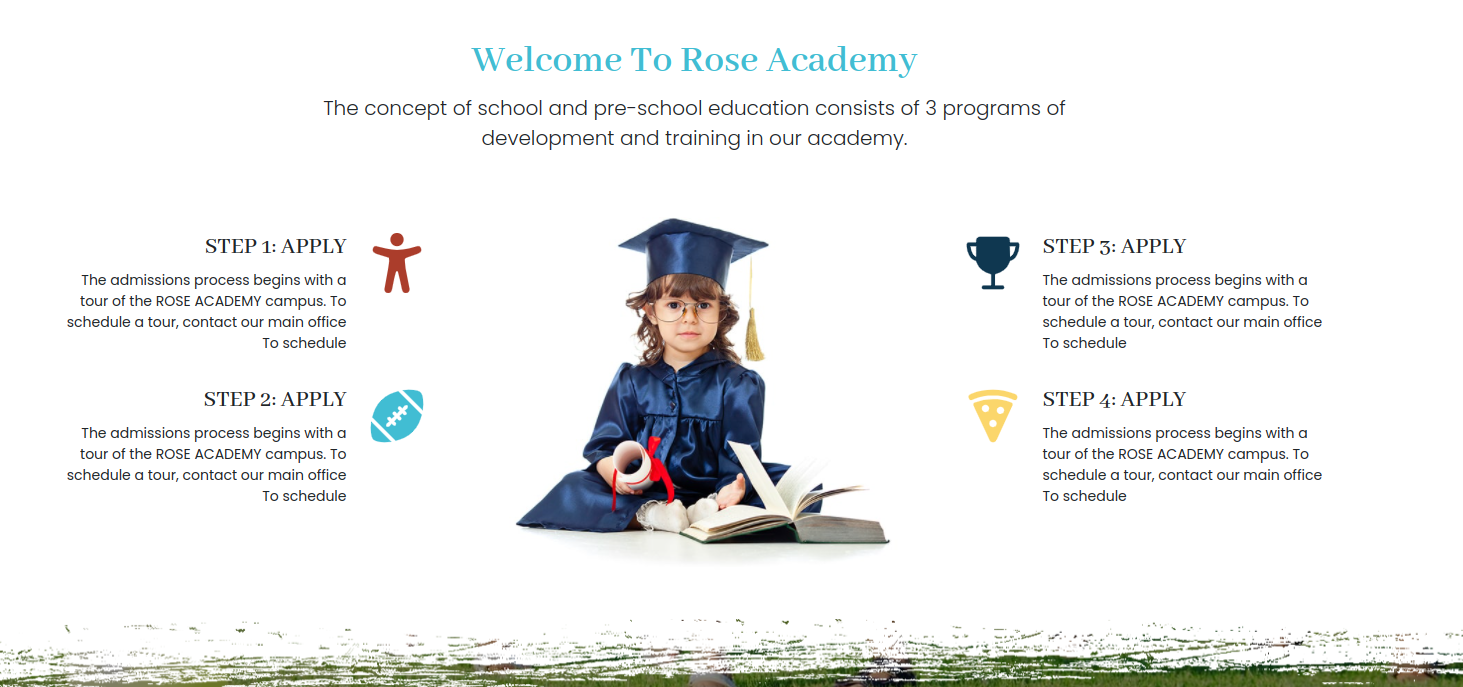 Welcome To Rose Academy
The concept of school and pre-school education consists of 3 programs of
development and training in our academy.
STEP 1: APPLY
The admissions process begins with a
tour of the ROSE ACADEMY campus. To
schedule a tour, contact our main office
To schedule
STEP 2: APPLY
The admissions process begins with a
tour of the ROSE ACADEMY campus. To
schedule a tour, contact our main office
To schedule
STEP 3: APPLY
The admissions process begins with a
tour of the ROSE ACADEMY campus. To
schedule a tour, contact our main office
To schedule
STEP 4: APPLY
The admissions process begins with a
tour of the ROSE ACADEMY campus. To
schedule a tour, contact our main office
To schedule